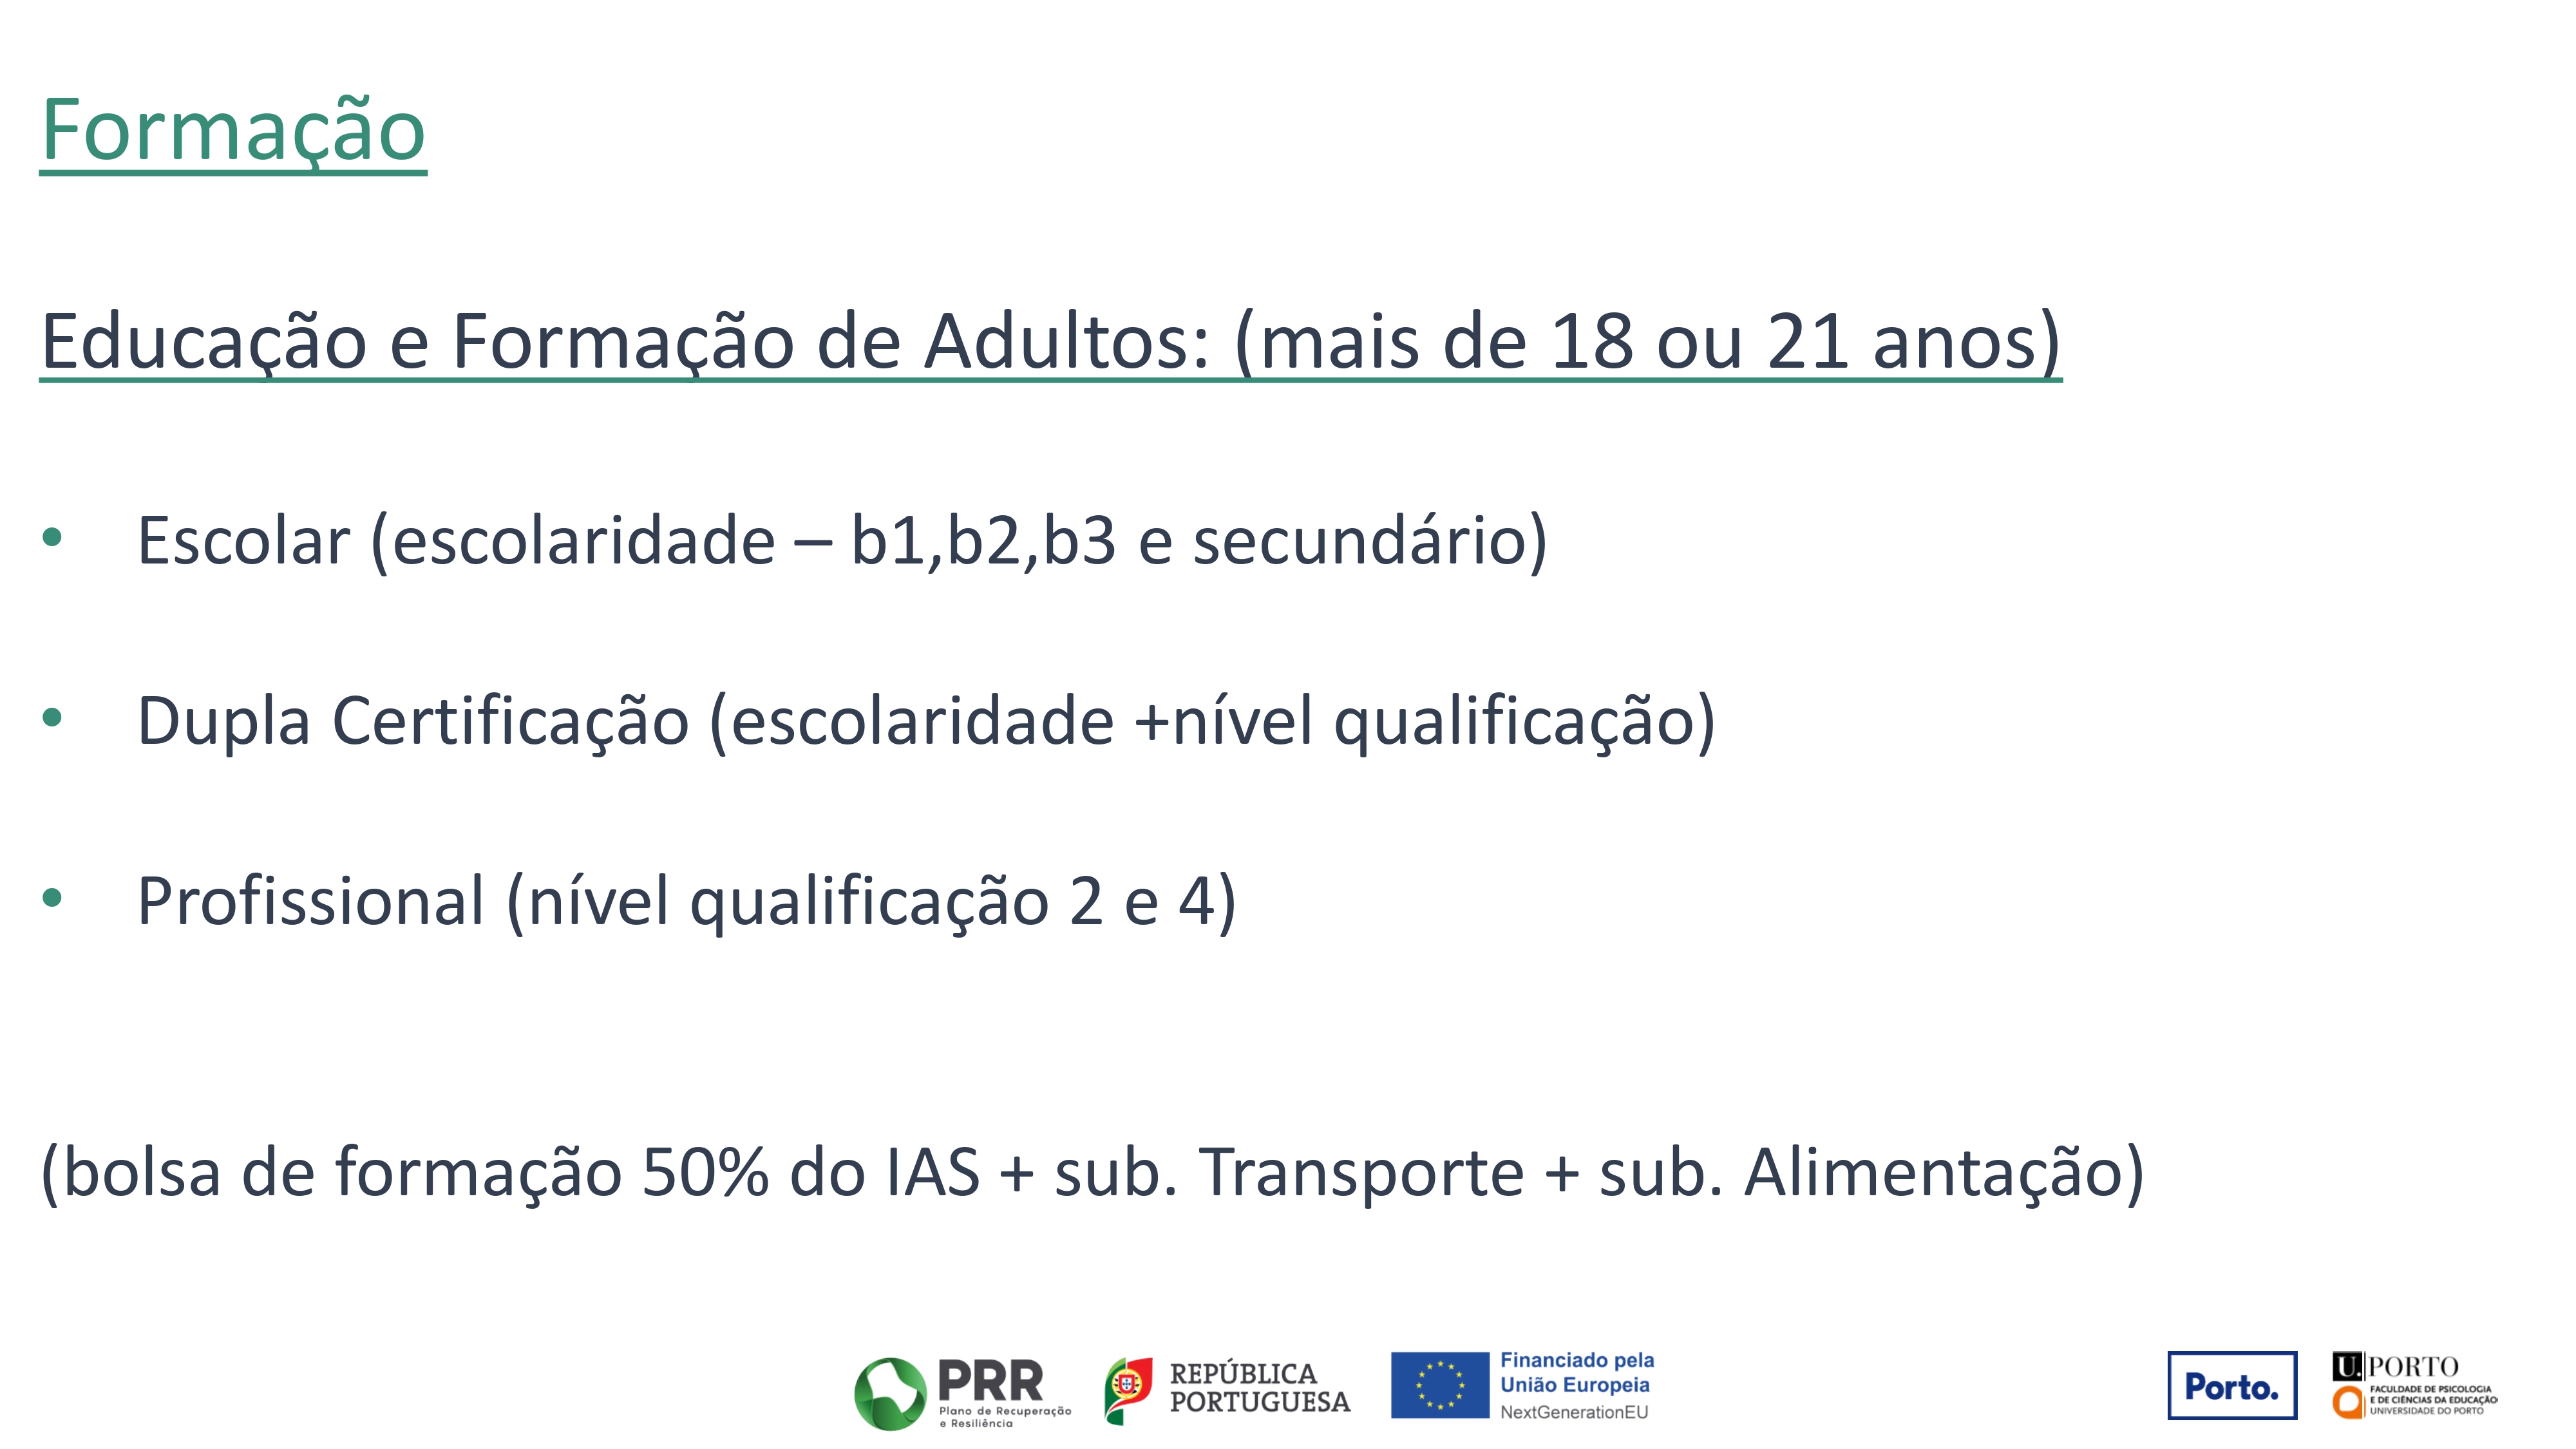 Formação
Educação e Formação de Adultos: (mais de 18 ou 21 anos)
• Escolar (escolaridade – b1,b2,b3 e secundário)
• Dupla Certificação (escolaridade +nível qualificação)
• Profissional (nível qualificação 2 e 4)
(bolsa de formação 50% do IAS + sub. Transporte + sub. Alimentação)
PRR
Plano de Recuperação
e Resiliência
REPÚBLICA
PORTUGUESA
Financiado pela
União Europeia
NextGenerationEU
Porto.
U. PORTO
FACULDADE DE PSICOLOGIA
E DE CIÊNCIAS DA EDUCAÇÃO
UNIVERSIDADE DO PORTO